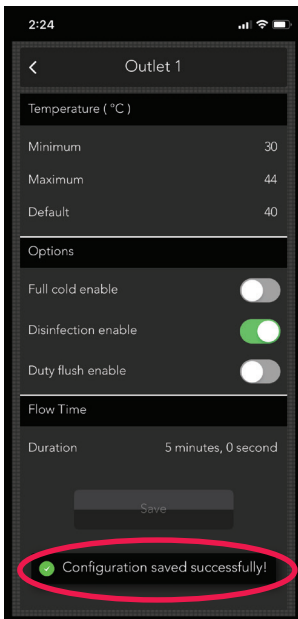 2:24
Outlet 1
Temperature ( °C )
Minimum 30
Maximum 44
Default 40
Options
Full cold enable
Disinfection enable
Duty flush enable
Flow Time
Duration 5 minutes, 0 second
Save
Configuration saved successfully!